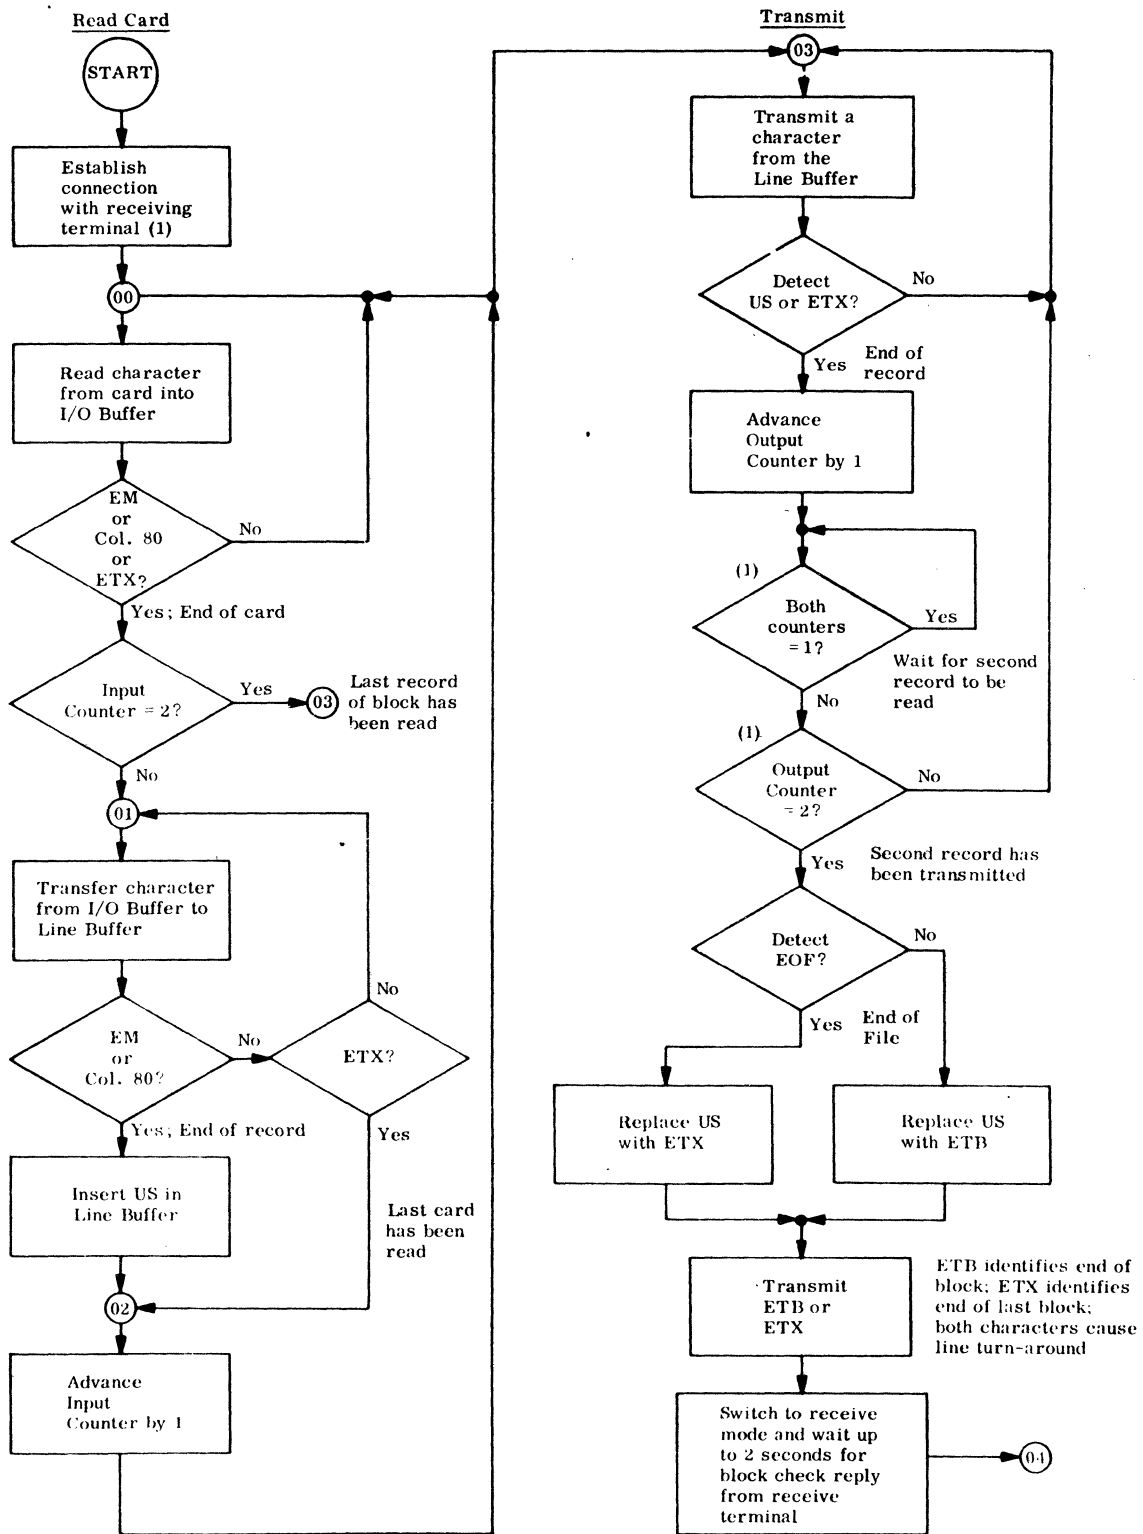 Read Card
START
Establish
connection
with receiving
terminal (1)
00
Read character
from card into
I/O Buffer
EM
or
Col. 80
or
ETX?
No
Yes; End of card
Input
Counter = 2?
Yes
03
Last record
of block has
been read
No
01
Transfer character
from I/O Buffer to
Line Buffer
EM
or
Col. 80?
No
ETX?
No
Yes
Yes; End of record
Insert US in
Line Buffer
Last card
has been
read
02
Advance
Input
Counter by 1
Transmit
03
Transmit a
character
from the
Line Buffer
Detect
US or ETX?
No
Yes
End of
record
Advance
Output
Counter by 1
(1)
Both
counters
= 1?
Yes
Wait for second
record to be
read
No
(1)
Output
Counter
= 2?
No
Yes
Second record has
been transmitted
Detect
EOF?
No
Yes
End of
File
Replace US
with ETX
Replace US
with ETB
Transmit
ETB or
ETX
ETB identifies end of
block; ETX identifies
end of last block;
both characters cause
line turn-around
Switch to receive
mode and wait up
to 2 seconds for
block check reply
from receive
terminal
04